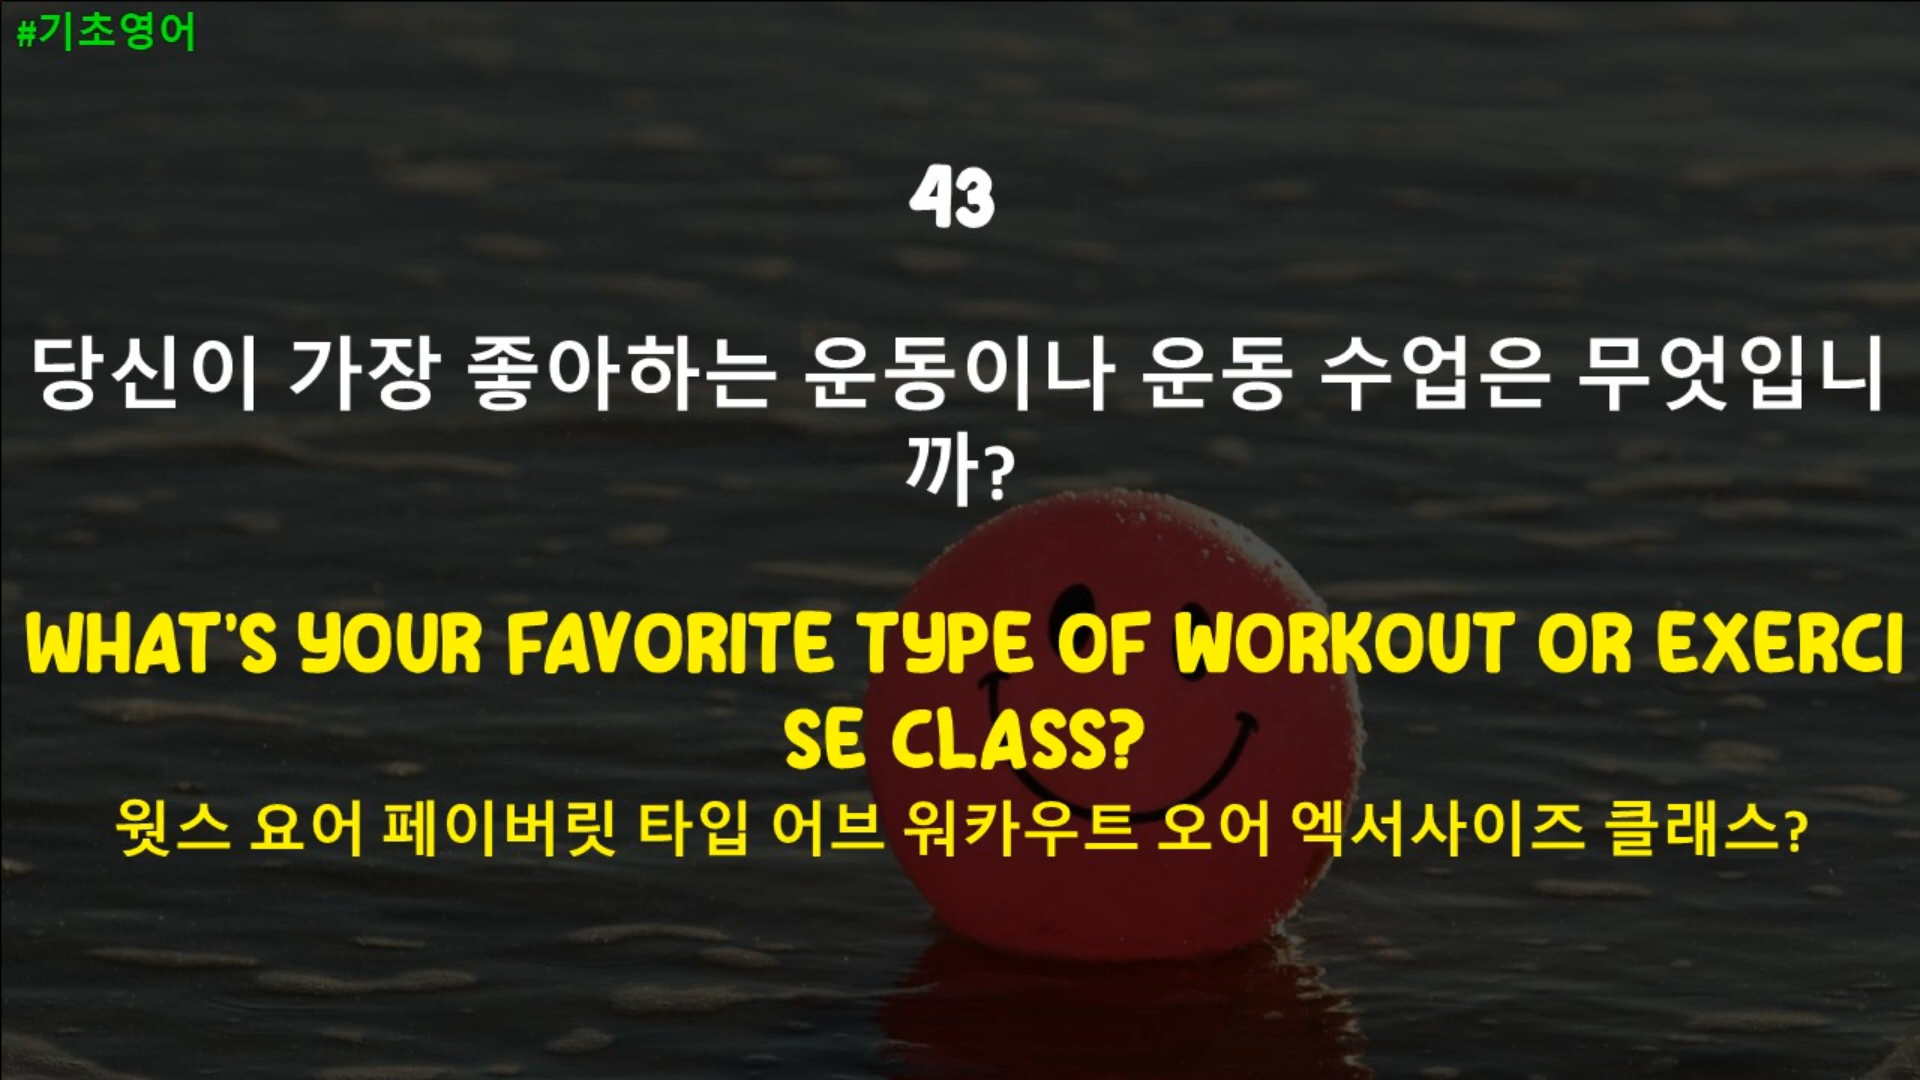 #기초영어
43
당신이 가장 좋아하는 운동이나 운동 수업은 무엇입니
까?
WHAT'S YOUR FAVORITE TYPE OF WORKOUT OR EXERCI
SE CLASS?
웟스 요어 페이버릿 타입 어브 워카우트 오어 엑서사이즈 클래스?